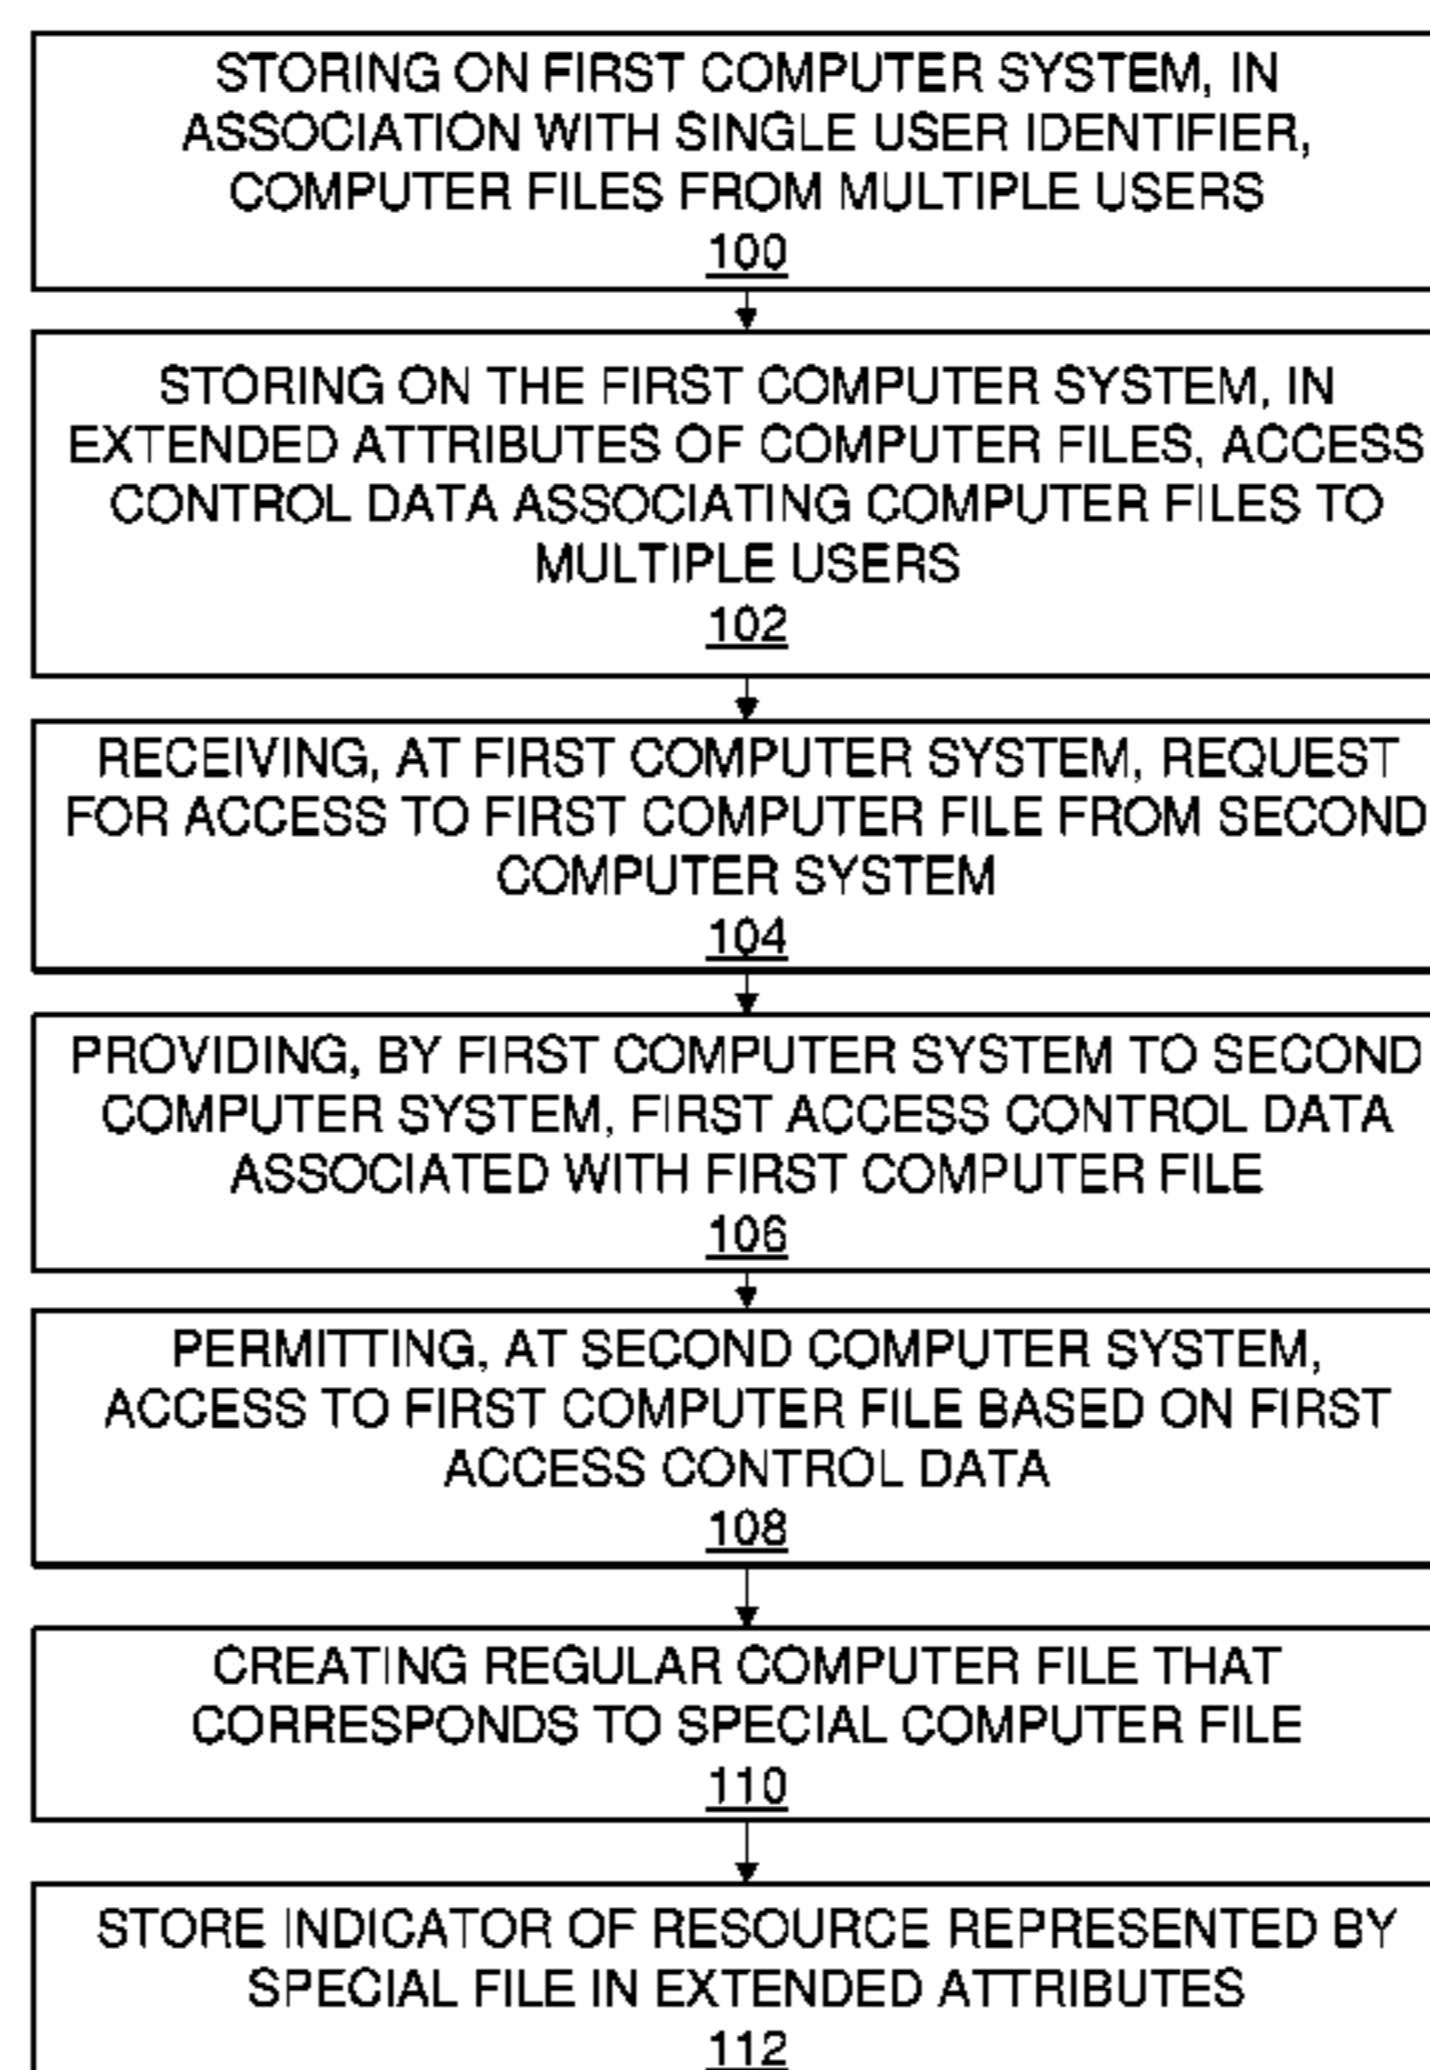 STORING ON FIRST COMPUTER SYSTEM, IN
ASSOCIATION WITH SINGLE USER IDENTIFIER,
COMPUTER FILES FROM MULTIPLE USERS
100
STORING ON THE FIRST COMPUTER SYSTEM, IN
EXTENDED ATTRIBUTES OF COMPUTER FILES, ACCESS
CONTROL DATA ASSOCIATING COMPUTER FILES TO
MULTIPLE USERS
102
RECEIVING, AT FIRST COMPUTER SYSTEM, REQUEST
FOR ACCESS TO FIRST COMPUTER FILE FROM SECOND
COMPUTER SYSTEM
104
PROVIDING, BY FIRST COMPUTER SYSTEM TO SECOND
COMPUTER SYSTEM, FIRST ACCESS CONTROL DATA
ASSOCIATED WITH FIRST COMPUTER FILE
106
PERMITTING, AT SECOND COMPUTER SYSTEM,
ACCESS TO FIRST COMPUTER FILE BASED ON FIRST
ACCESS CONTROL DATA
108
CREATING REGULAR COMPUTER FILE THAT
CORRESPONDS TO SPECIAL COMPUTER FILE
110
STORE INDICATOR OF RESOURCE REPRESENTED BY
SPECIAL FILE IN EXTENDED ATTRIBUTES
112